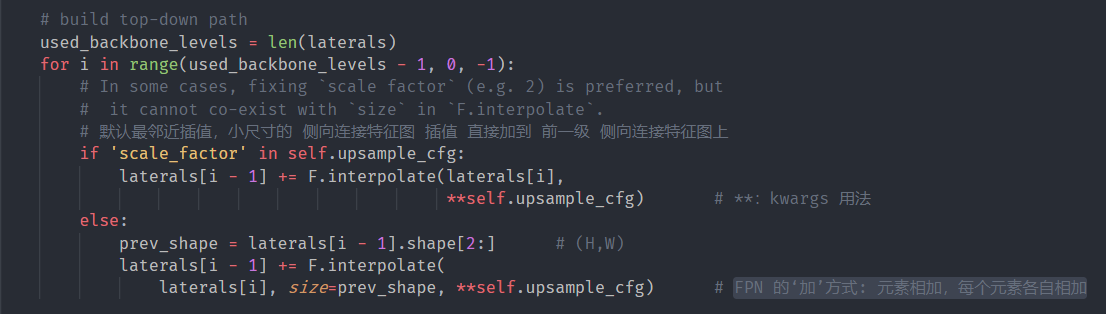 # build top-down path
used_backbone_levels = len(laterals)
for i in range(used_backbone_levels - 1, 0, -1):
    # In some cases, fixing `scale factor` (e.g. 2) is preferred, but
    #  it cannot co-exist with `size` in `F.interpolate`.
    # 默认最邻近插值，小尺寸的 侧向连接特征图 插值 直接加到 前一级 侧向连接特征图上
    if 'scale_factor' in self.upsample_cfg:
        laterals[i - 1] += F.interpolate(laterals[i],
                                         **self.upsample_cfg)       # **：kwargs 用法
    else:
        prev_shape = laterals[i - 1].shape[2:]      # (H,W)
        laterals[i - 1] += F.interpolate(
            laterals[i], size=prev_shape, **self.upsample_cfg)      # FPN 的‘加’方式: 元素相加，每个元素各自相加